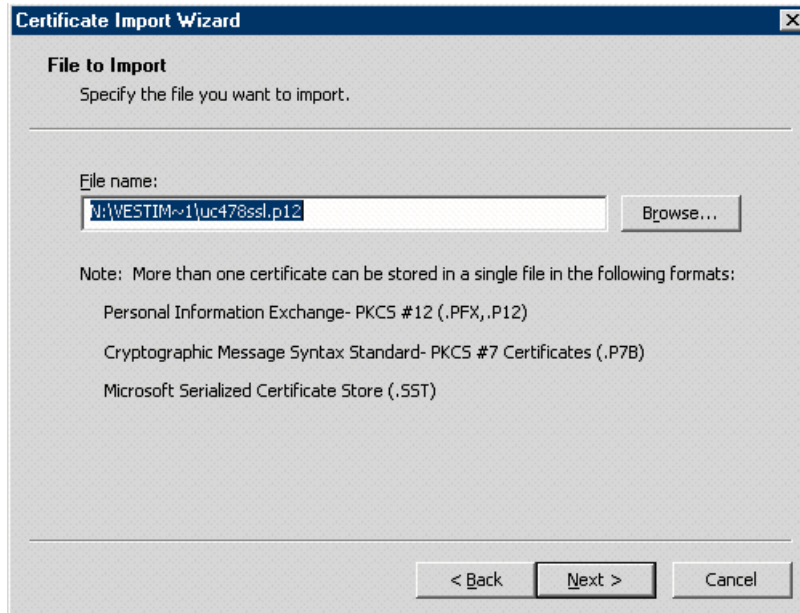 Certificate Import Wizard
File to Import
Specify the file you want to import.
File name:
N:\VESTIM~1\uc478ssl.p12
Browse...
Note: More than one certificate can be stored in a single file in the following formats:
Personal Information Exchange- PKCS #12 (.PFX,.P12)
Cryptographic Message Syntax Standard- PKCS #7 Certificates (.P7B)
Microsoft Serialized Certificate Store (.SST)
< Back
Next >
Cancel